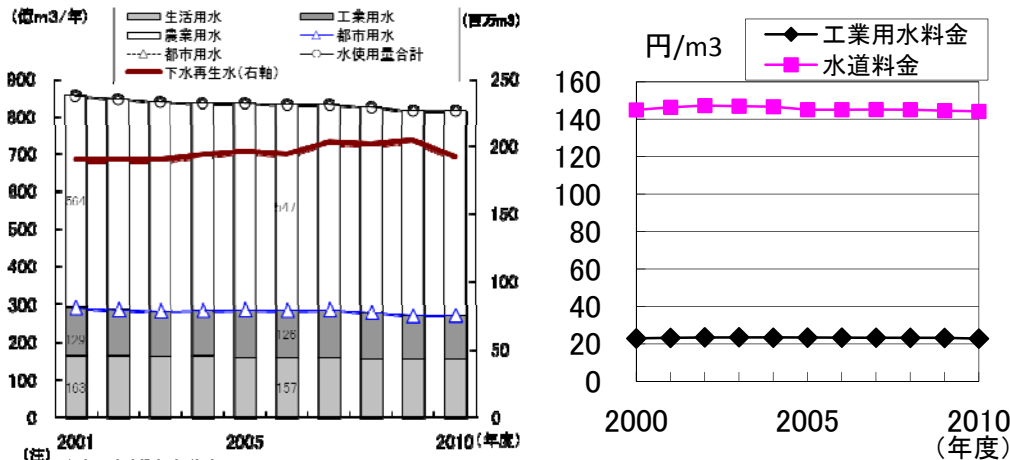 (億m3/年)
(百万m3)
生活用水
工業用水
農業用水
都市用水
都市用水
水使用量合計
下水再生水(右軸)
900
800
700
600
500
400
300
200
100
0
250
200
150
100
50
0
564
547
129
126
163
157
2001
2005
2010
(年度)
(注)
円/m3
工業用水料金
水道料金
160
140
120
100
80
60
40
20
0
2000
2005
2010
(年度)